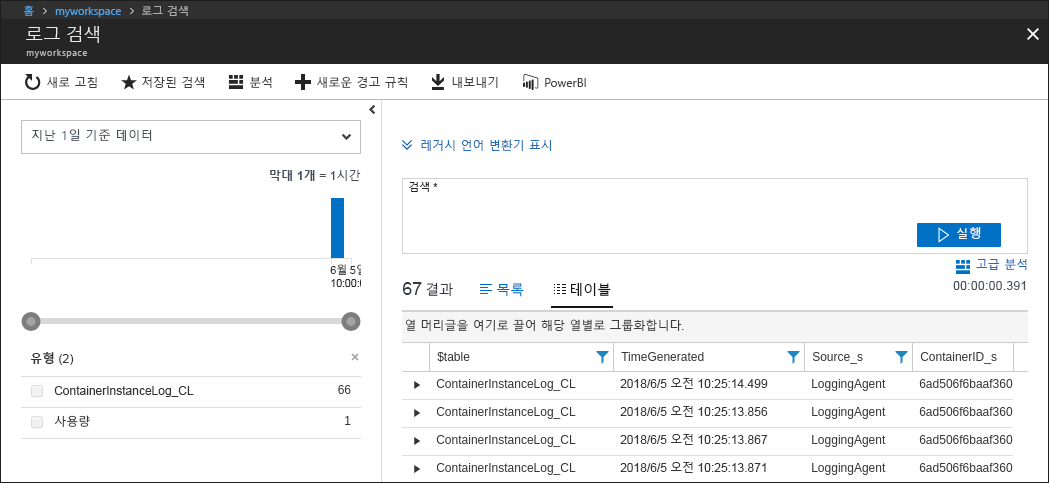 홈 > myworkspace > 로그 검색
로그 검색
myworkspace
새로 고침 저장된 검색 분석 새로운 경고 규칙 내보내기 PowerBI
지난 1일 기준 데이터
막대 1개 = 1시간
6월 5일
10:00:0
유형 (2)
ContainerInstanceLog_CL 66
사용량 1
레거시 언어 변환기 표시
검색 *
실행
고급 분석
67 결과 목록 테이블 00:00:00.391
열 머리글을 여기로 끌어 해당 열별로 그룹화합니다.
$table TimeGenerated Source_s ContainerID_s
ContainerInstanceLog_CL 2018/6/5 오전 10:25:14.499 LoggingAgent 6ad506f6baaf360
ContainerInstanceLog_CL 2018/6/5 오전 10:25:13.856 LoggingAgent 6ad506f6baaf360
ContainerInstanceLog_CL 2018/6/5 오전 10:25:13.867 LoggingAgent 6ad506f6baaf360
ContainerInstanceLog_CL 2018/6/5 오전 10:25:13.871 LoggingAgent 6ad506f6baaf360